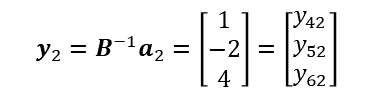 y₂ = B⁻¹a₂ = [1 −2 4] = [y₄₂ y₅₂ y₆₂]